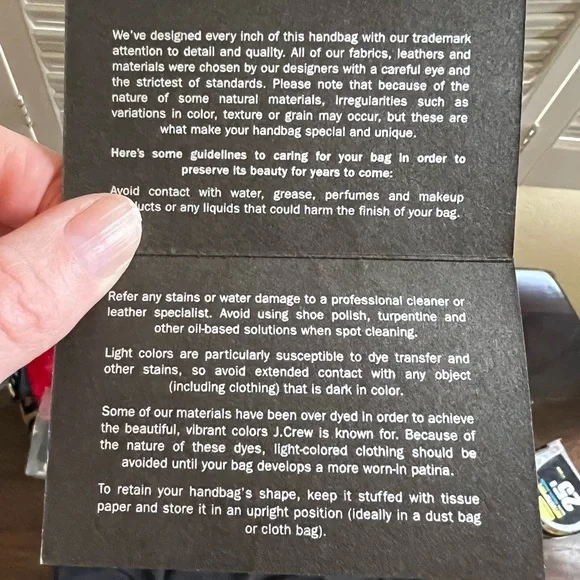 We've designed every inch of this handbag with our trademark
attention to detail and quality. All of our fabrics, leathers and
materials were chosen by our designers with a careful eye and
the strictest of standards. Please note that because of the
nature of some natural materials, irregularities such as
variations in color, texture or grain may occur, but these are
what make your handbag special and unique.
Here's some guidelines to caring for your bag in order to
preserve its beauty for years to come:
Avoid contact with water, grease, perfumes and makeup
ucts or any liquids that could harm the finish of your bag.
Refer any stains or water damage to a professional cleaner or
leather specialist. Avoid using shoe polish, turpentine and
other oil-based solutions when spot cleaning.
Light colors are particularly susceptible to dye transfer and
other stains, so avoid extended contact with any object
(including clothing) that is dark in color.
Some of our materials have been over dyed in order to achieve
the beautiful, vibrant colors J.Crew is known for. Because of
the nature of these dyes, light-colored clothing should be
avoided until your bag develops a more worn-in patina.
To retain your handbag's shape, keep it stuffed with tissue
paper and store it in an upright position (ideally in a dust bag
or cloth bag).